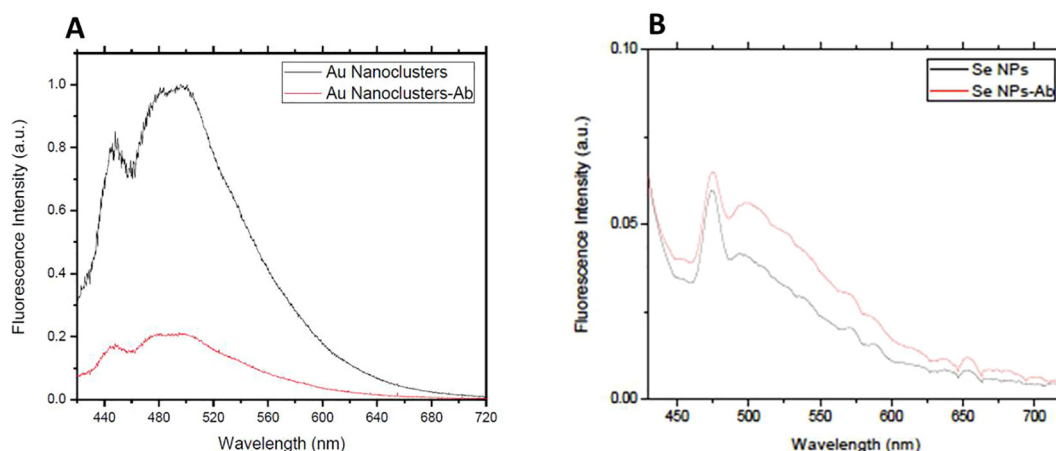 A
Au Nanoclusters
Au Nanoclusters-Ab
Fluorescence Intensity (a.u.)
1.0
0.8
0.6
0.4
0.2
0.0
440 480 520 560 600 640 680 720
Wavelength (nm)
B
Se NPs
Se NPs-Ab
Fluorescence Intensity (a.u.)
0.10
0.05
0.00
450 500 550 600 650 700
Wavelength (nm)